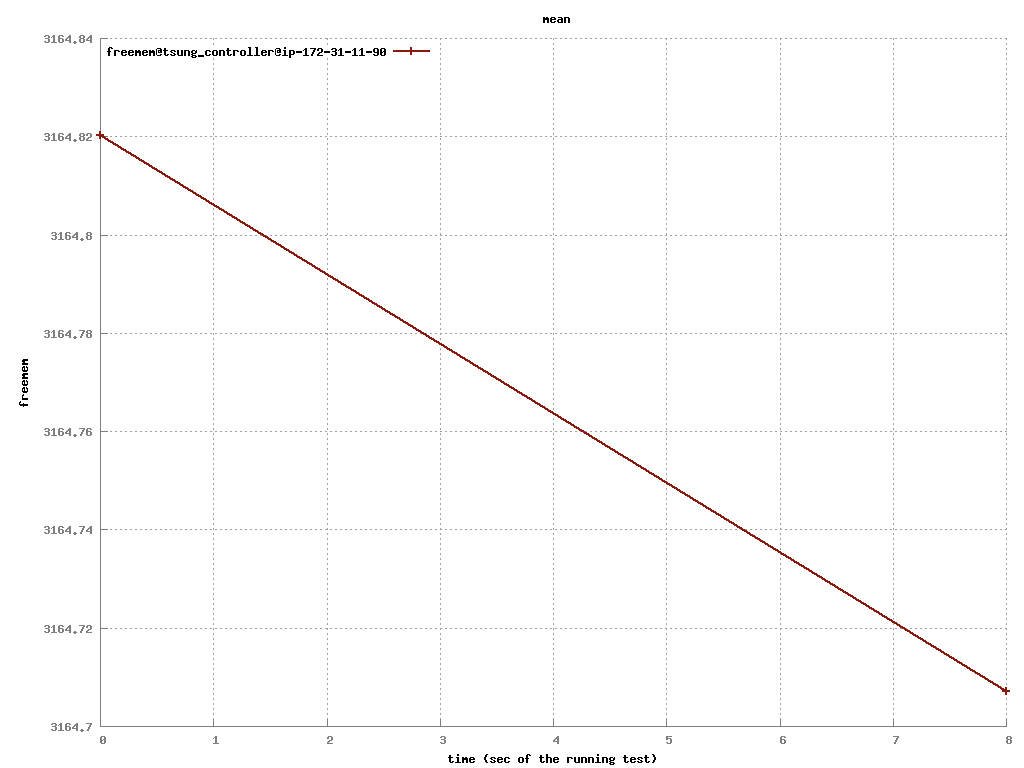 mean
3164.84
freemem@tsung_controller@ip-172-31-11-90
3164.82
3164.8
3164.78
freemem
3164.76
3164.74
3164.72
3164.7
0 1 2 3 4 5 6 7 8
time (sec of the running test)